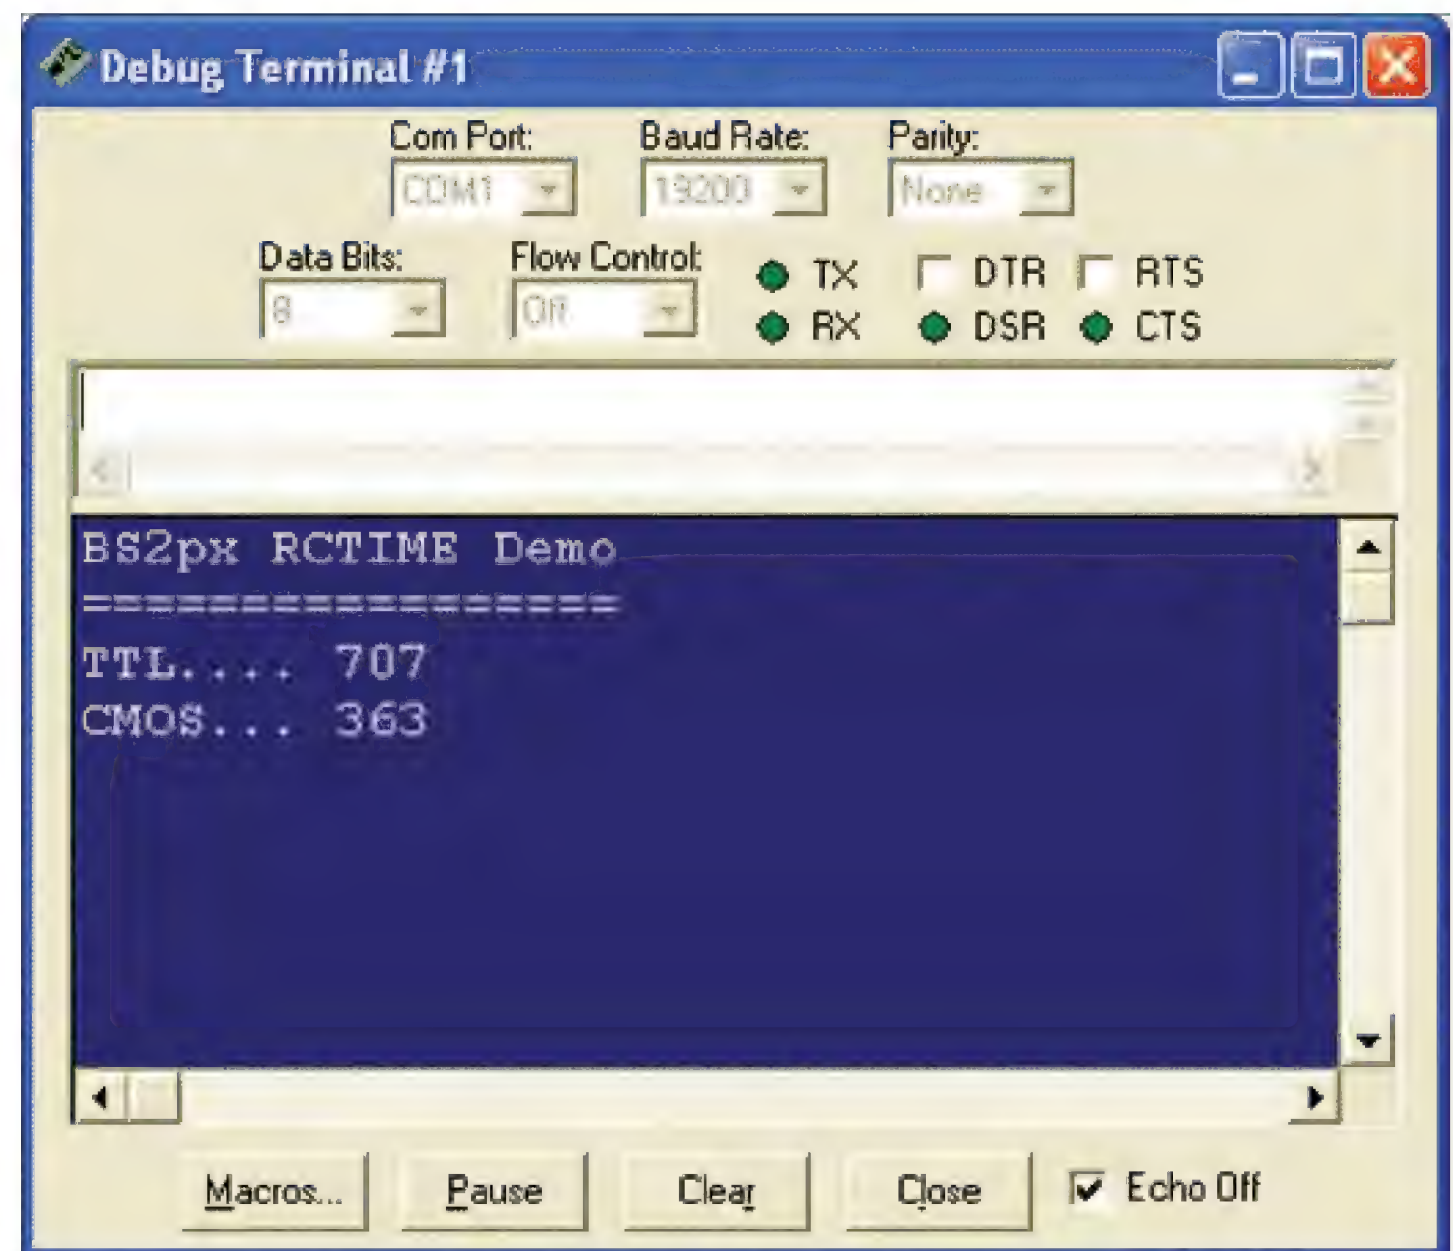 Debug Terminal #1
Com Port: Baud Rate: Parity:
COM1 19200 None
Data Bits: Flow Control: TX DTR RTS
8 Off RX DSR CTS
BS2px RCTIME Demo
==================
TTL.... 707
CMOS... 363
Macros... Pause Clear Close Echo Off